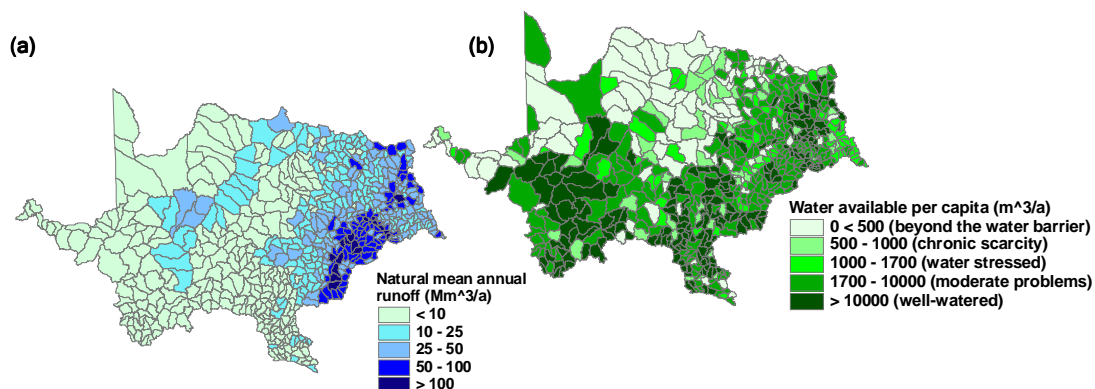 (a)
Natural mean annual
runoff (Mm^3/a)
< 10
10 - 25
25 - 50
50 - 100
> 100
(b)
Water available per capita (m^3/a)
0 < 500 (beyond the water barrier)
500 - 1000 (chronic scarcity)
1000 - 1700 (water stressed)
1700 - 10000 (moderate problems)
> 10000 (well-watered)